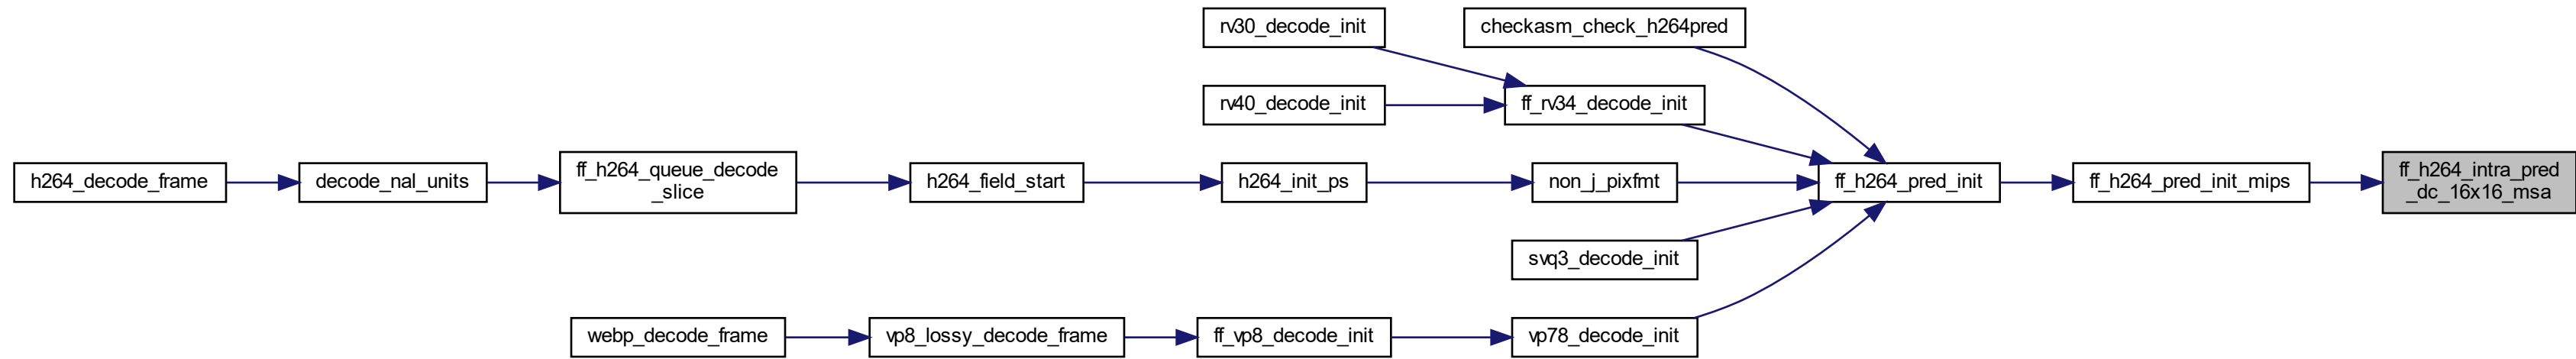 rv30_decode_init
checkasm_check_h264pred
rv40_decode_init
ff_rv34_decode_init
h264_decode_frame
decode_nal_units
ff_h264_queue_decode
_slice
h264_field_start
h264_init_ps
non_j_pixfmt
ff_h264_pred_init
ff_h264_pred_init_mips
ff_h264_intra_pred
_dc_16x16_msa
svq3_decode_init
webp_decode_frame
vp8_lossy_decode_frame
ff_vp8_decode_init
vp78_decode_init